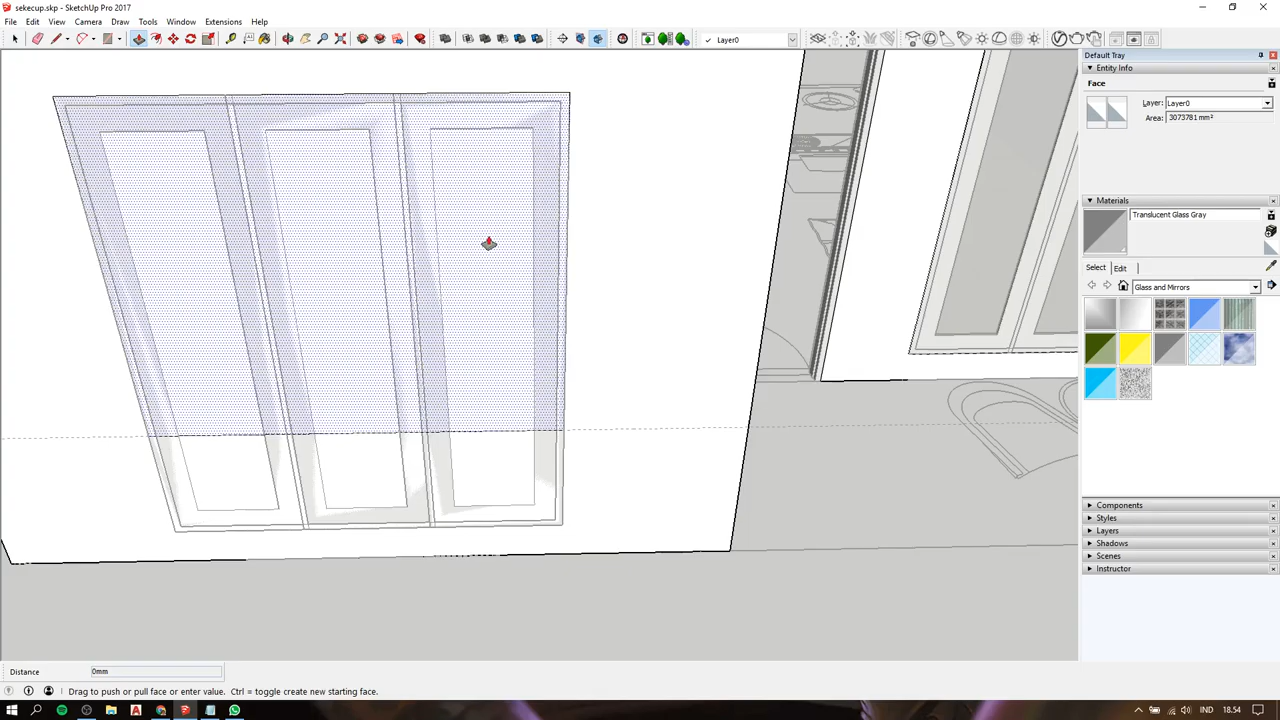 sekecup.skp - SketchUp Pro 2017
File Edit View Camera Draw Tools Window Extensions Help
Layer0
Default Tray
Entity Info
Face
Layer: Layer0
Area: 3073781 mm²
Materials
Translucent Glass Gray
Select Edit
Glass and Mirrors
Components
Styles
Layers
Shadows
Scenes
Instructor
Distance 0mm
Drag to push or pull face or enter value. Ctrl = toggle create new starting face.
IND 18.54